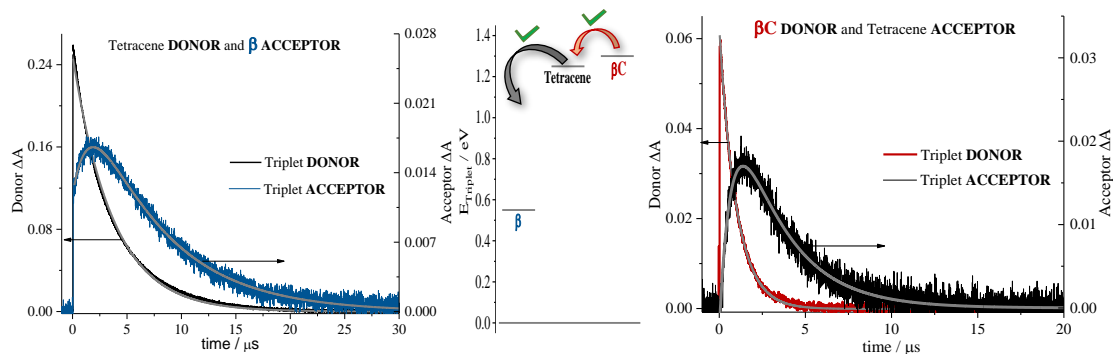 Tetracene DONOR and β ACCEPTOR
Triplet DONOR
Triplet ACCEPTOR
Donor ΔA
0.24
0.16
0.08
0.00
0.028
0.021
0.014
0.007
0.000
Acceptor ΔA
0
5
10
15
20
25
30
time / μs
E Triplet / eV
1.4
1.2
1.0
0.8
0.6
0.4
0.2
0.0
Tetracene
βC
β
βC DONOR and Tetracene ACCEPTOR
Triplet DONOR
Triplet ACCEPTOR
Donor ΔA
0.06
0.04
0.02
0.00
0.03
0.02
0.01
0.00
Acceptor ΔA
0
5
10
15
20
time / μs